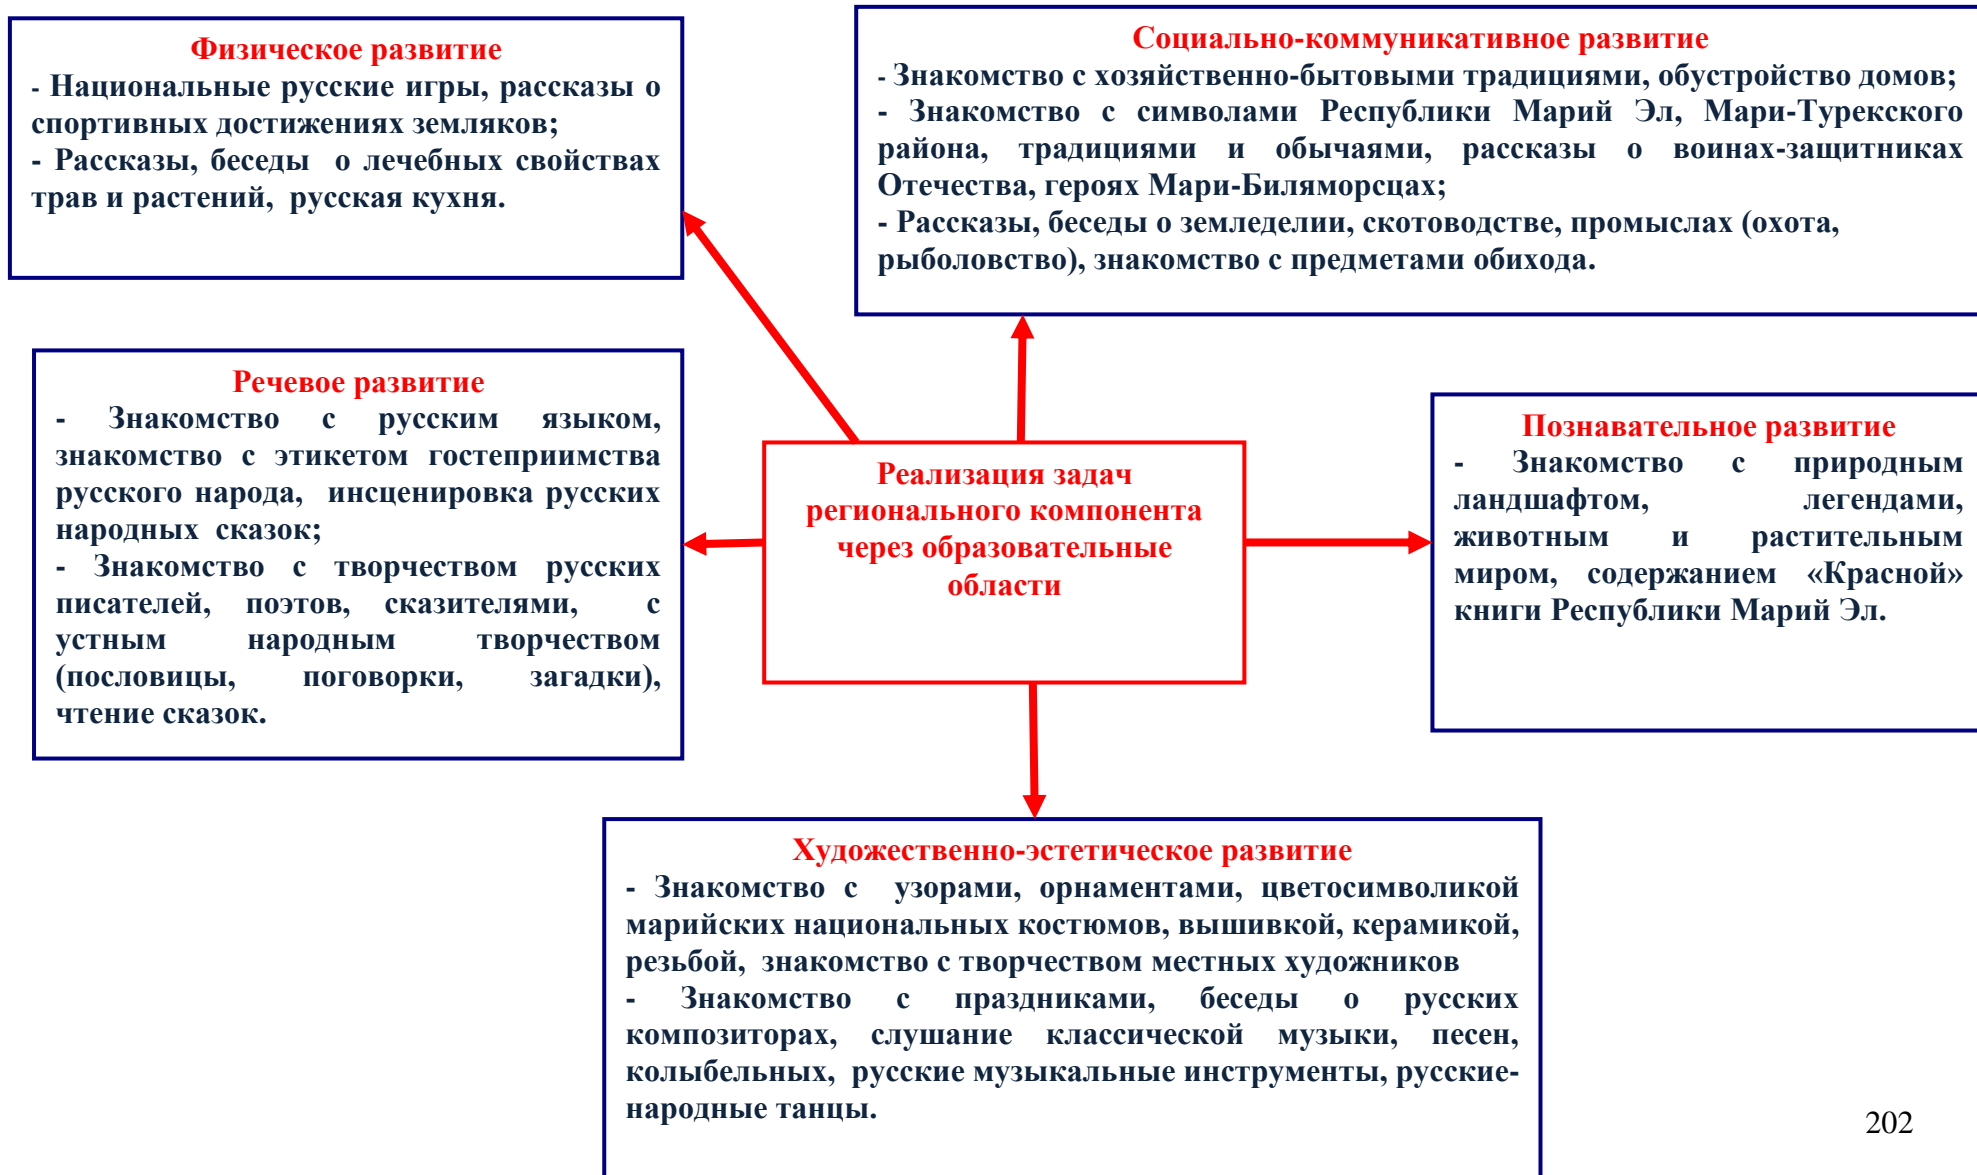 Физическое развитие
- Национальные русские игры, рассказы о
спортивных достижениях земляков;
- Рассказы, беседы о лечебных свойствах
трав и растений, русская кухня.
Социально-коммуникативное развитие
- Знакомство с хозяйственно-бытовыми традициями, обустройство домов;
- Знакомство с символами Республики Марий Эл, Мари-Турекского
района, традициями и обычаями, рассказы о воинах-защитниках
Отечества, героях Мари-Биляморсцах;
- Рассказы, беседы о земледелии, скотоводстве, промыслах (охота,
рыболовство), знакомство с предметами обихода.
Речевое развитие
- Знакомство с русским языком,
знакомство с этикетом гостеприимства
русского народа, инсценировка русских
народных сказок;
- Знакомство с творчеством русских
писателей, поэтов, сказителями, с
устным народным творчеством
(пословицы, поговорки, загадки),
чтение сказок.
Реализация задач
регионального компонента
через образовательные
области
Познавательное развитие
- Знакомство с природным
ландшафтом, легендами,
животным и растительным
миром, содержанием «Красной»
книги Республики Марий Эл.
Художественно-эстетическое развитие
- Знакомство с узорами, орнаментами, цветосимволикой
марийских национальных костюмов, вышивкой, керамикой,
резьбой, знакомство с творчеством местных художников
- Знакомство с праздниками, беседы о русских
композиторах, слушание классической музыки, песен,
колыбельных, русские музыкальные инструменты, русские-
народные танцы.
202